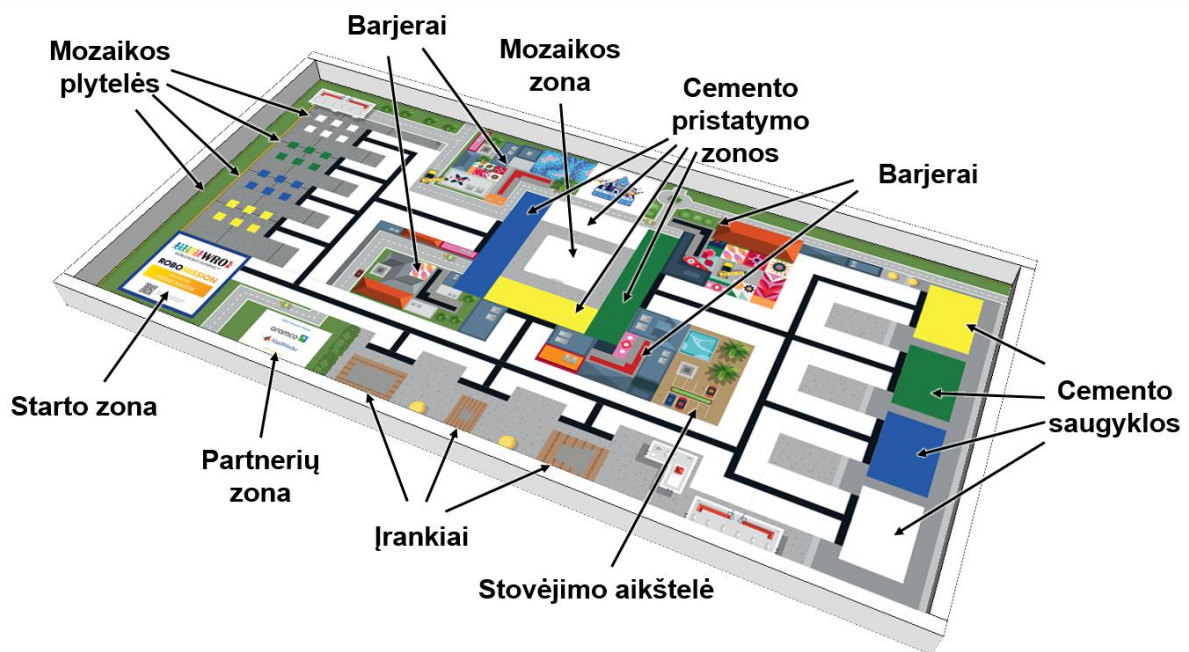 Barjerai
Mozaikos
plytelės
Mozaikos
zona
Cemento
pristatymo
zonos
Barjerai
WRO
ROBOMISSION
aramco
Starto zona
Partnerių
zona
Įrankiai
Stovėjimo aikštelė
Cemento
saugyklos